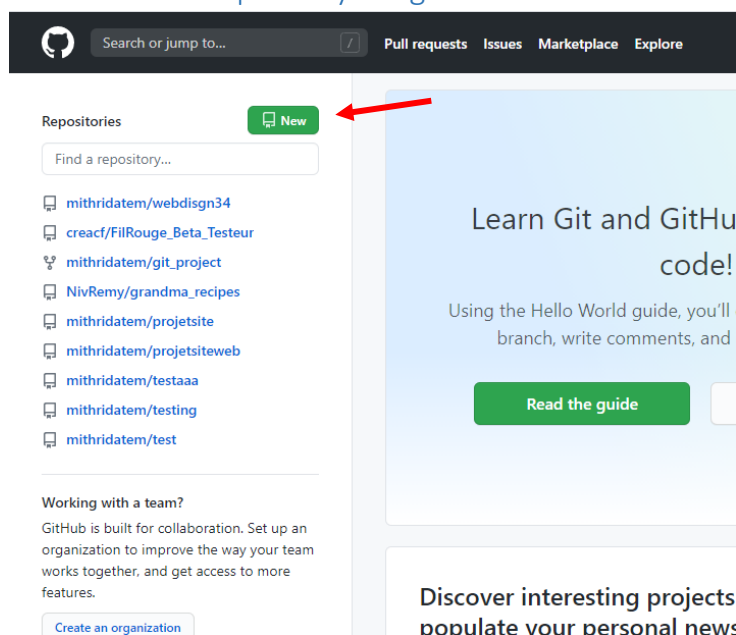 Search or jump to...
/
Pull requests Issues Marketplace Explore
Repositories
New
Find a repository...
mithridatem/webdisgn34
creacf/FilRouge_Beta_Testeur
mithridatem/git_project
NivRemy/grandma_recipes
mithridatem/projetsite
mithridatem/projetsiteweb
mithridatem/testaaa
mithridatem/testing
mithridatem/test
Working with a team?
GitHub is built for collaboration. Set up an
organization to improve the way your team
works together, and get access to more
features.
Create an organization
Learn Git and GitHu
code!
Using the Hello World guide, you'll
branch, write comments, and
Read the guide
Discover interesting projects
populate your personal news